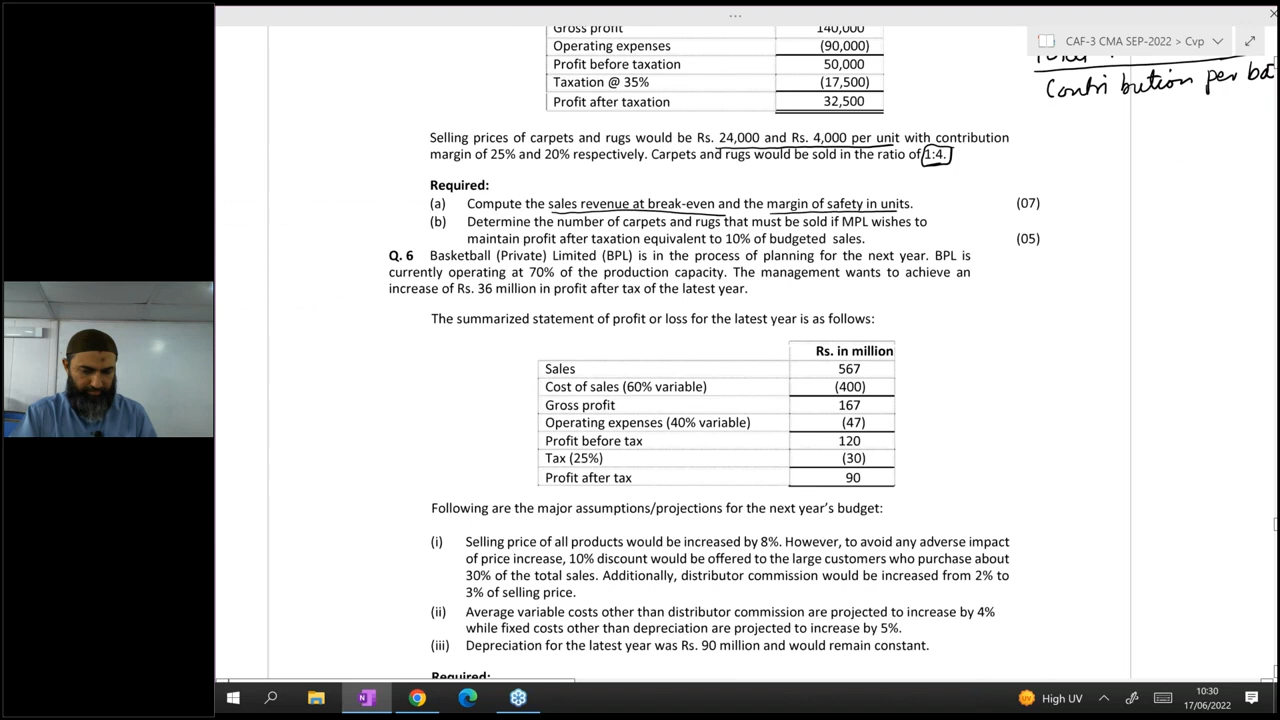 CAF-3 CMA SEP-2022 > Cvp
Gross profit 140,000
Operating expenses (90,000)
Profit before taxation 50,000
Taxation @ 35% (17,500)
Profit after taxation 32,500
Contribution per
Selling prices of carpets and rugs would be Rs. 24,000 and Rs. 4,000 per unit with contribution
margin of 25% and 20% respectively. Carpets and rugs would be sold in the ratio of 1:4.
Required:
(a) Compute the sales revenue at break-even and the margin of safety in units. (07)
(b) Determine the number of carpets and rugs that must be sold if MPL wishes to
maintain profit after taxation equivalent to 10% of budgeted sales. (05)
Q. 6 Basketball (Private) Limited (BPL) is in the process of planning for the next year. BPL is
currently operating at 70% of the production capacity. The management wants to achieve an
increase of Rs. 36 million in profit after tax of the latest year.
The summarized statement of profit or loss for the latest year is as follows:
Rs. in million
Sales 567
Cost of sales (60% variable) (400)
Gross profit 167
Operating expenses (40% variable) (47)
Profit before tax 120
Tax (25%) (30)
Profit after tax 90
Following are the major assumptions/projections for the next year's budget:
(i) Selling price of all products would be increased by 8%. However, to avoid any adverse impact
of price increase, 10% discount would be offered to the large customers who purchase about
30% of the total sales. Additionally, distributor commission would be increased from 2% to
3% of selling price.
(ii) Average variable costs other than distributor commission are projected to increase by 4%
while fixed costs other than depreciation are projected to increase by 5%.
(iii) Depreciation for the latest year was Rs. 90 million and would remain constant.
Required:
High UV
10:30
17/06/2022